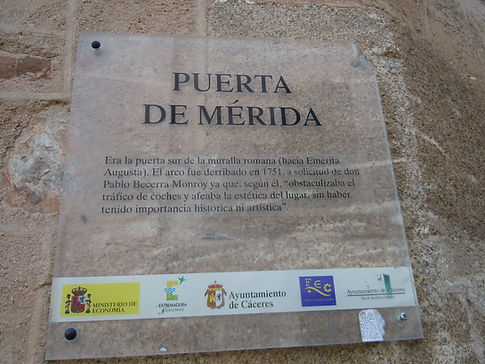 PUERTA
DE MÉRIDA
Era la puerta sur de la muralla romana (hacia Emerita
Augusta). El arco fue derribado en 1751, a solicitud de don
Pablo Becerra Monroy ya que, según él, "obstaculizaba el
tráfico de coches y afeaba la estética del lugar, sin haber
tenido importancia histórica ni artística".
MINISTERIO DE
ECONOMÍA
EXTREMADURA
Ayuntamiento
de Cáceres
Ayuntamiento de Cáceres